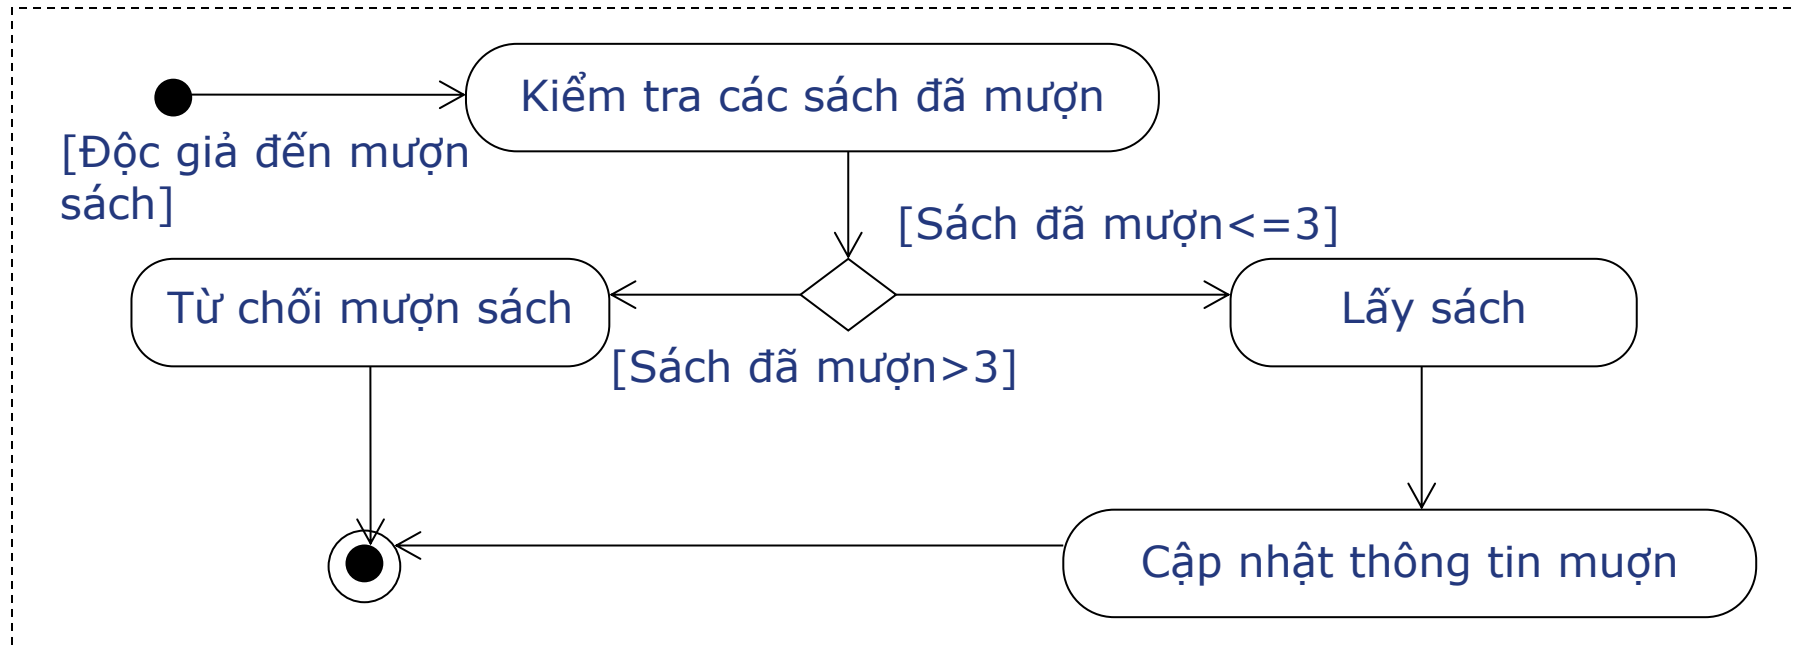 Kiểm tra các sách đã mượn
[Độc giả đến mượn
sách]
[Sách đã mượn<=3]
Từ chối mượn sách
Lấy sách
[Sách đã mượn>3]
Cập nhật thông tin muợn